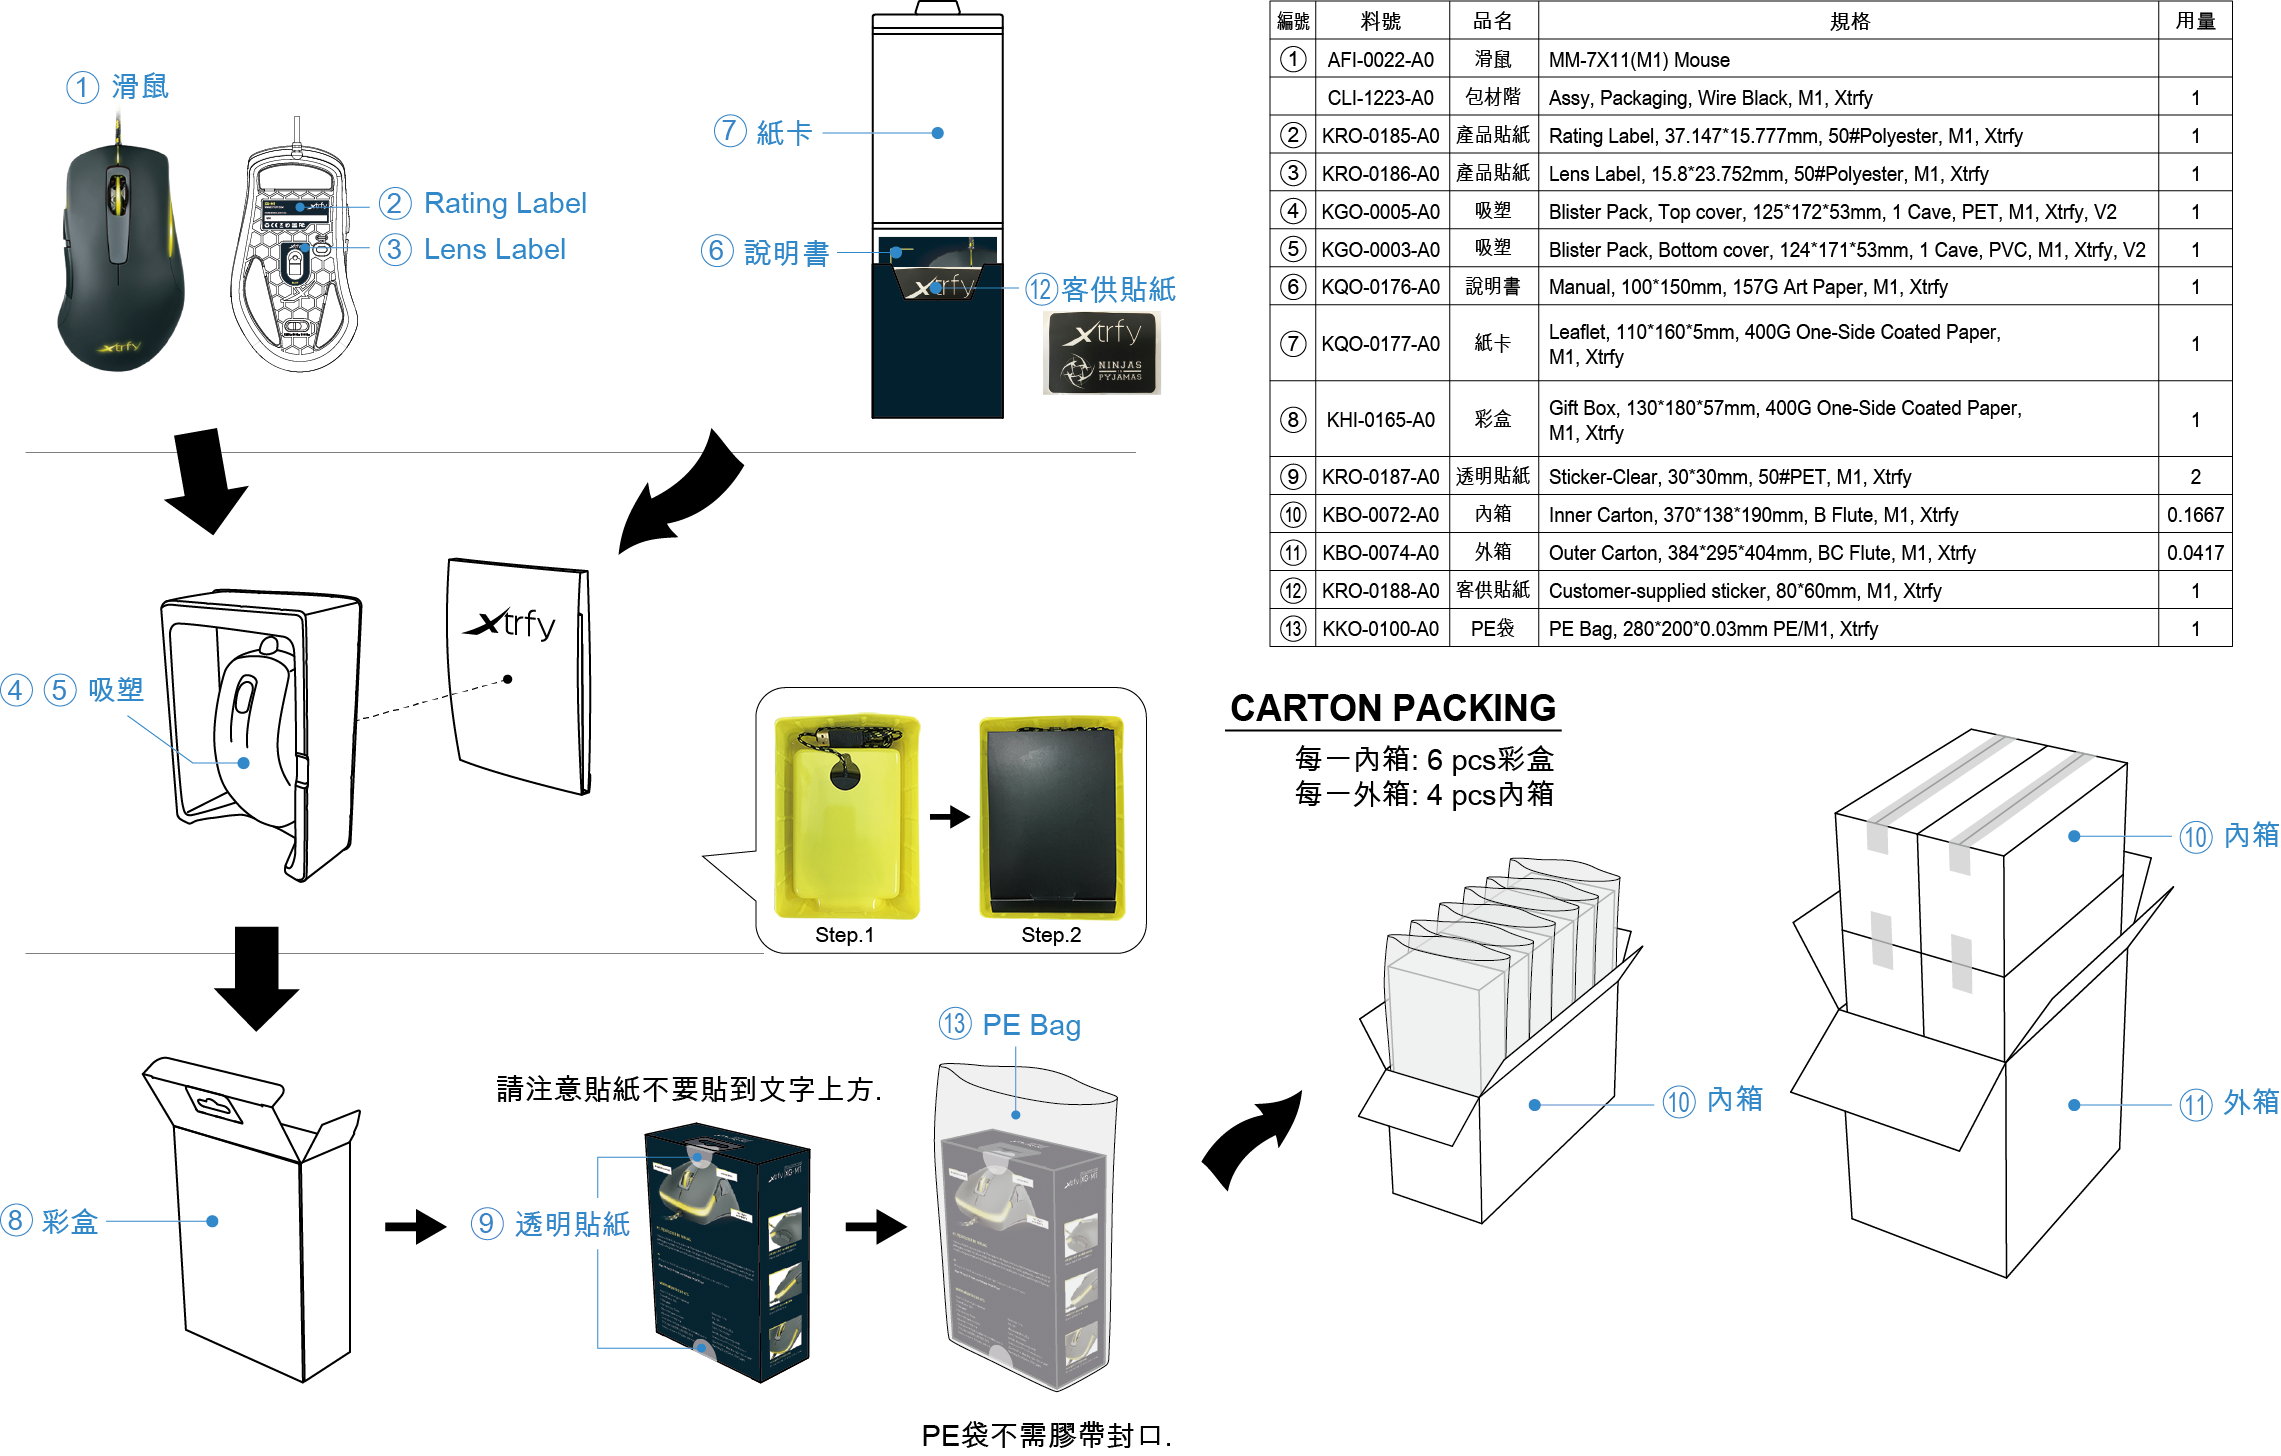 ① 滑鼠
② Rating Label
③ Lens Label
xtrfy
⑦ 紙卡
⑥ 說明書
xtrfy
⑫ 客供貼紙
xtrfy
NINJAS
IN
PYJAMAS
④ ⑤ 吸塑
xtrfy
Step.1
Step.2
⑧ 彩盒
請注意貼紙不要貼到文字上方.
⑨ 透明貼紙
⑬ PE Bag
PE袋不需膠帶封口.
編號 料號 品名 規格 用量
① AFI-0022-A0 滑鼠 MM-7X11(M1) Mouse
CLI-1223-A0 包材階 Assy, Packaging, Wire Black, M1, Xtrfy 1
② KRO-0185-A0 產品貼紙 Rating Label, 37.147*15.777mm, 50#Polyester, M1, Xtrfy 1
③ KRO-0186-A0 產品貼紙 Lens Label, 15.8*23.752mm, 50#Polyester, M1, Xtrfy 1
④ KGO-0005-A0 吸塑 Blister Pack, Top cover, 125*172*53mm, 1 Cave, PET, M1, Xtrfy, V2 1
⑤ KGO-0003-A0 吸塑 Blister Pack, Bottom cover, 124*171*53mm, 1 Cave, PVC, M1, Xtrfy, V2 1
⑥ KQO-0176-A0 說明書 Manual, 100*150mm, 157G Art Paper, M1, Xtrfy 1
⑦ KQO-0177-A0 紙卡 Leaflet, 110*160*5mm, 400G One-Side Coated Paper,
M1, Xtrfy 1
⑧ KHI-0165-A0 彩盒 Gift Box, 130*180*57mm, 400G One-Side Coated Paper,
M1, Xtrfy 1
⑨ KRO-0187-A0 透明貼紙 Sticker-Clear, 30*30mm, 50#PET, M1, Xtrfy 2
⑩ KBO-0072-A0 內箱 Inner Carton, 370*138*190mm, B Flute, M1, Xtrfy 0.1667
⑪ KBO-0074-A0 外箱 Outer Carton, 384*295*404mm, BC Flute, M1, Xtrfy 0.0417
⑫ KRO-0188-A0 客供貼紙 Customer-supplied sticker, 80*60mm, M1, Xtrfy 1
⑬ KKO-0100-A0 PE袋 PE Bag, 280*200*0.03mm PE/M1, Xtrfy 1
CARTON PACKING
每一內箱: 6 pcs彩盒
每一外箱: 4 pcs內箱
⑩ 內箱
⑩ 內箱
⑪ 外箱